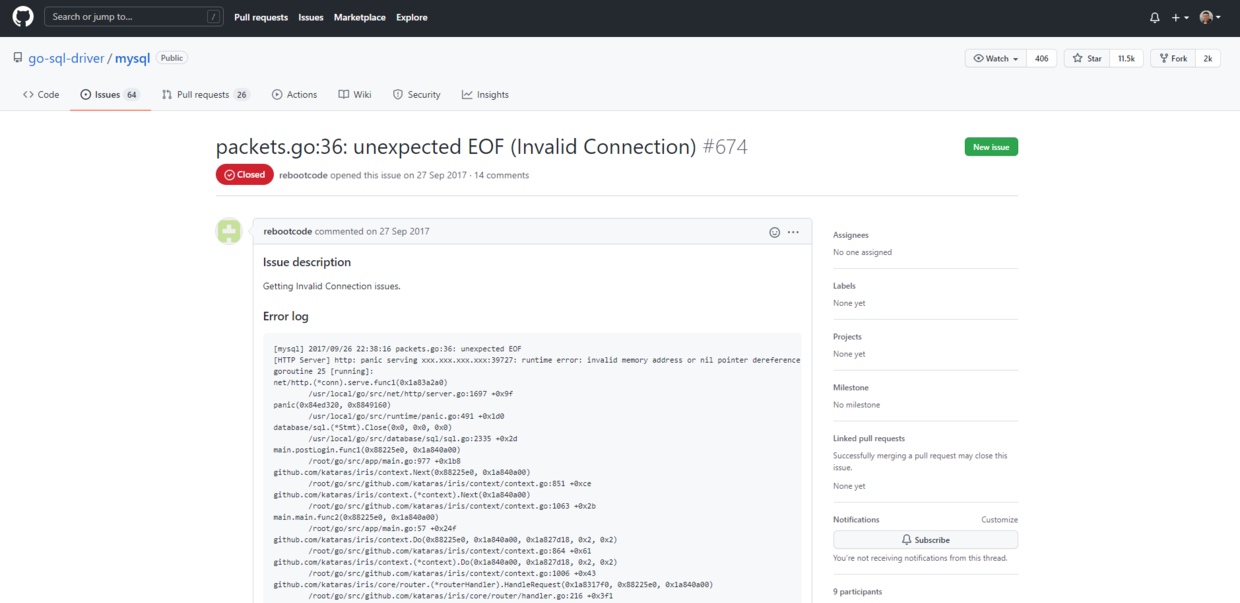 Search or jump to... /
Pull requests Issues Marketplace Explore
go-sql-driver / mysql Public
Watch 406 Star 11.5k Fork 2k
Code Issues 64 Pull requests 26 Actions Wiki Security Insights
packets.go:36: unexpected EOF (Invalid Connection) #674
New issue
Closed rebootcode opened this issue on 27 Sep 2017 · 14 comments
rebootcode commented on 27 Sep 2017
Issue description
Getting Invalid Connection issues.
Error log
[mysql] 2017/09/26 22:38:16 packets.go:36: unexpected EOF
[HTTP Server] http: panic serving xxx.xxx.xxx.xxx:39727: runtime error: invalid memory address or nil pointer dereference
goroutine 25 [running]:
net/http.(*conn).serve.func1(0x1a83a2a0)
/usr/local/go/src/net/http/server.go:1697 +0x9f
panic(0x84ed320, 0x8849160)
/usr/local/go/src/runtime/panic.go:491 +0x1d0
database/sql.(*Stmt).Close(0x0, 0x0, 0x0)
/usr/local/go/src/database/sql/sql.go:2335 +0x2d
main.postLogin.func1(0x88225e0, 0x1a840a00)
/root/go/src/app/main.go:977 +0x1b8
github.com/kataras/iris/context.Next(0x88225e0, 0x1a840a00)
/root/go/src/github.com/kataras/iris/context/context.go:851 +0xce
github.com/kataras/iris/context.(*context).Next(0x1a840a00)
/root/go/src/github.com/kataras/iris/context/context.go:1063 +0x2b
main.main.func2(0x88225e0, 0x1a840a00)
/root/go/src/app/main.go:57 +0x24f
github.com/kataras/iris/context.Do(0x88225e0, 0x1a840a00, 0x1a827d18, 0x2, 0x2)
/root/go/src/github.com/kataras/iris/context/context.go:864 +0x61
github.com/kataras/iris/context.(*context).Do(0x1a840a00, 0x1a827d18, 0x2, 0x2)
/root/go/src/github.com/kataras/iris/context/context.go:1006 +0x43
github.com/kataras/iris/core/router.(*routerHandler).HandleRequest(0x1a8317f0, 0x88225e0, 0x1a840a00)
/root/go/src/github.com/kataras/iris/core/router/handler.go:216 +0x3f1
Assignees
No one assigned
Labels
None yet
Projects
None yet
Milestone
No milestone
Linked pull requests
Successfully merging a pull request may close this
issue.
None yet
Notifications Customize
Subscribe
You're not receiving notifications from this thread.
9 participants